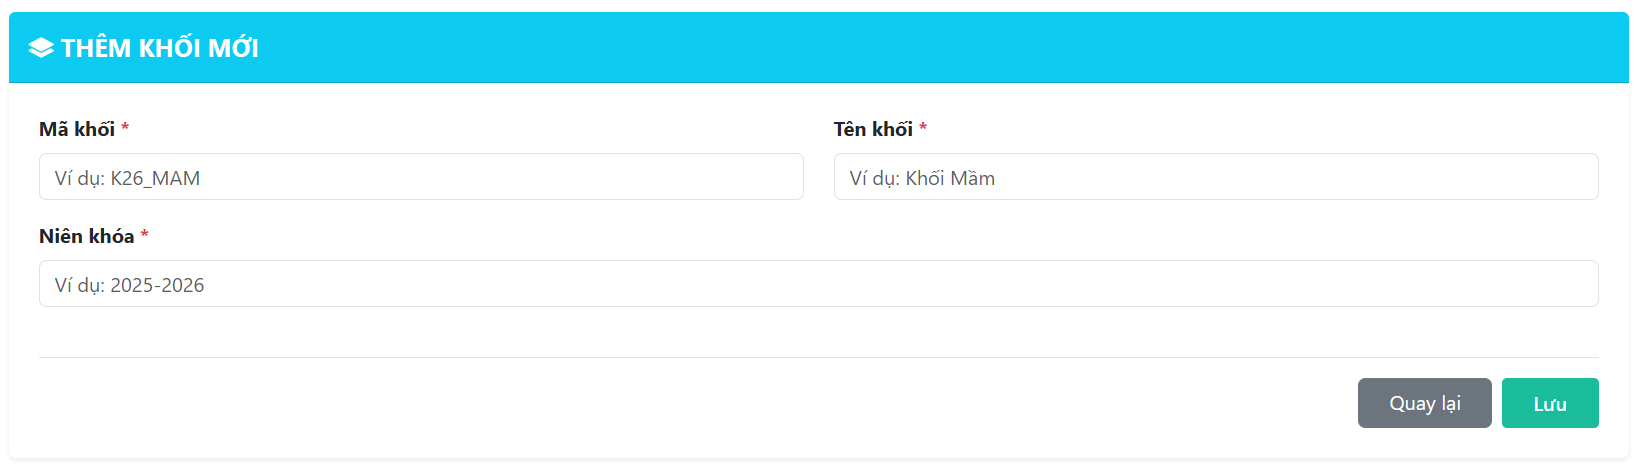 THÊM KHỐI MỚI
Mã khối *
Tên khối *
Ví dụ: K26_MAM
Ví dụ: Khối Mầm
Niên khóa *
Ví dụ: 2025-2026
Quay lại
Lưu